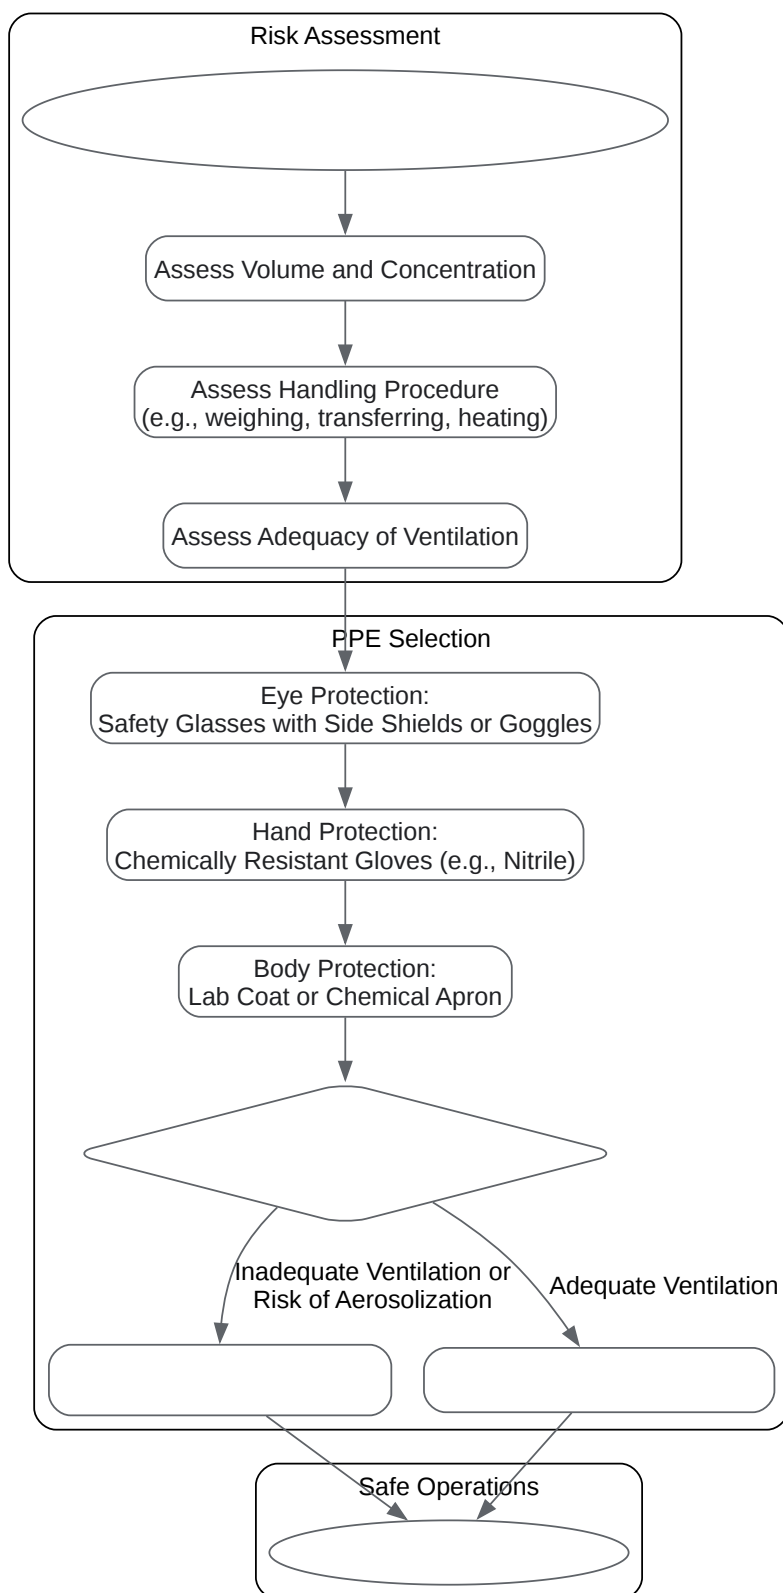 Risk Assessment
Assess Volume and Concentration
Assess Handling Procedure
(e.g., weighing, transferring, heating)
Assess Adequacy of Ventilation
PPE Selection
Eye Protection:
Safety Glasses with Side Shields or Goggles
Hand Protection:
Chemically Resistant Gloves (e.g., Nitrile)
Body Protection:
Lab Coat or Chemical Apron
Inadequate Ventilation or
Risk of Aerosolization
Adequate Ventilation
Safe Operations